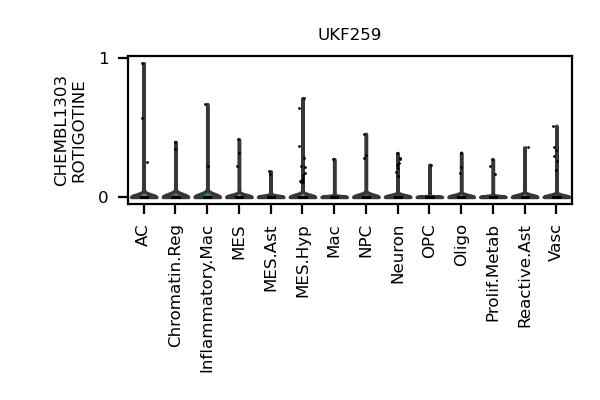 UKF259
CHEMBL1303
ROTIGOTINE
1
0
AC
Chromatin.Reg
Inflammatory.Mac
MES
MES.Ast
MES.Hyp
Mac
NPC
Neuron
OPC
Oligo
Prolif.Metab
Reactive.Ast
Vasc